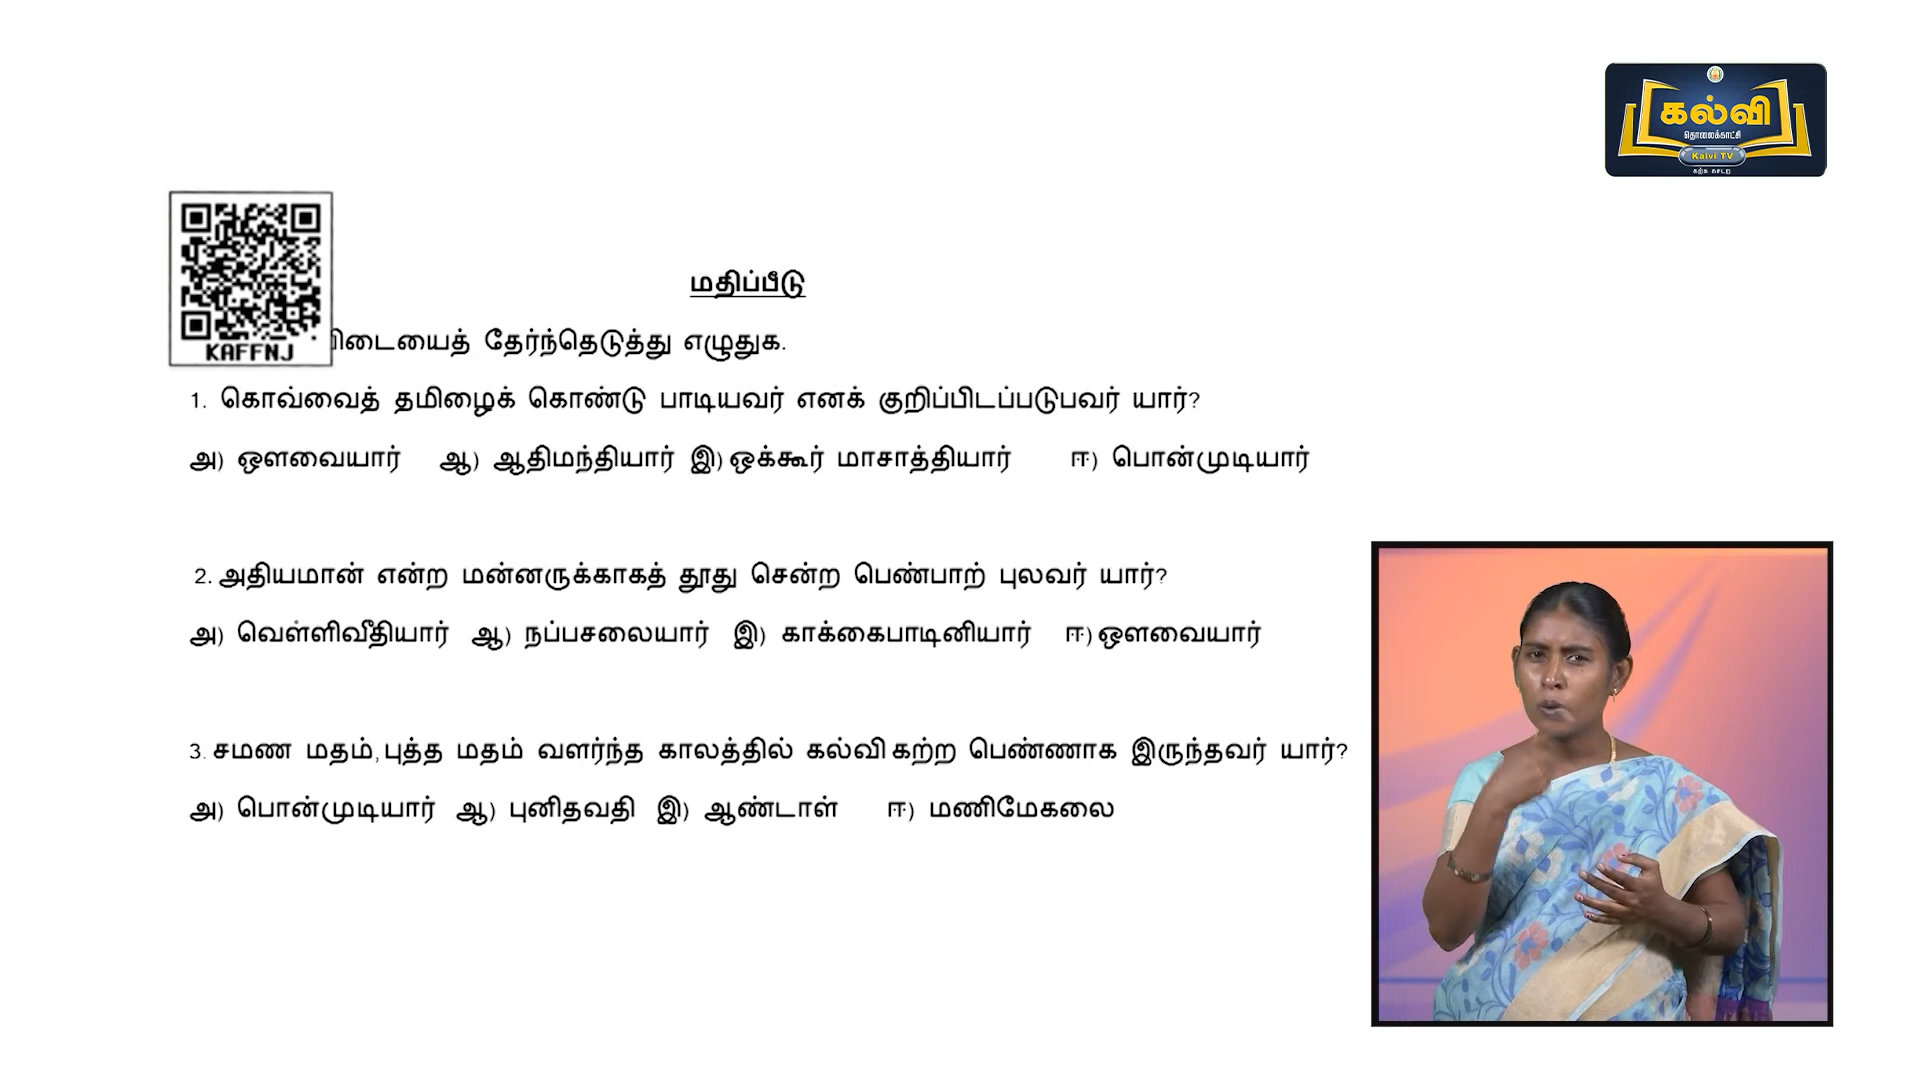 கல்வி
தொலைக்காட்சி
Kalvi TV
கற்க கசடற
KAFFNJ
மதிப்பீடு
தேர்ந்தெடுத்து எழுதுக.
1. கொவ்வைத் தமிழைக் கொண்டு பாடியவர் எனக் குறிப்பிடப்படுபவர் யார்?
அ) ஔவையார் ஆ) ஆதிமந்தியார் இ) ஒக்கூர் மாசாத்தியார் ஈ) பொன்முடியார்
2. அதியமான் என்ற மன்னருக்காகத் தூது சென்ற பெண்பாற் புலவர் யார்?
அ) வெள்ளிவீதியார் ஆ) நப்பசலையார் இ) காக்கைபாடினியார் ஈ) ஔவையார்
3. சமண மதம், புத்த மதம் வளர்ந்த காலத்தில் கல்வி கற்ற பெண்ணாக இருந்தவர் யார்?
அ) பொன்முடியார் ஆ) புனிதவதி இ) ஆண்டாள் ஈ) மணிமேகலை